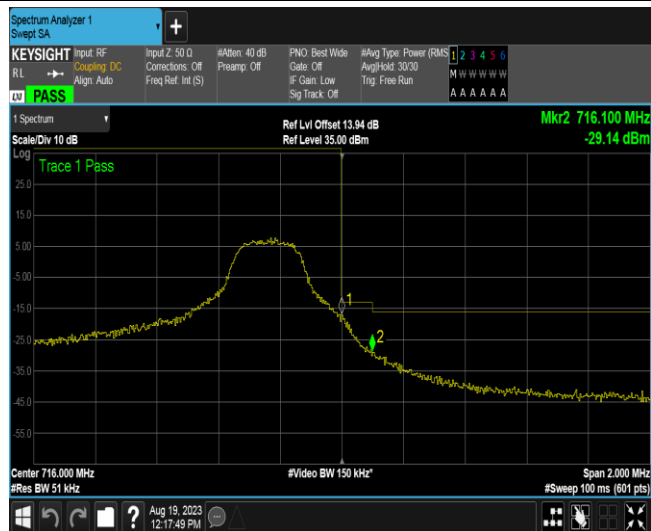 Spectrum Analyzer 1
Swept SA
+
KEYSIGHT
RL
LXI
PASS
Input: RF
Coupling: DC
Align: Auto
Input Z: 50 Ω
Corrections: Off
Freq Ref: Int (S)
#Atten: 40 dB
Preamp: Off
PNO: Best Wide
Gate: Off
IF Gain: Low
Sig Track: Off
#Avg Type: Power (RMS
Avg|Hold: 30/30
Trig: Free Run
1 2 3 4 5 6
M W W W W W
A A A A A A
1 Spectrum
Scale/Div 10 dB
Ref Lvl Offset 13.94 dB
Ref Level 35.00 dBm
Mkr2 716.100 MHz
-29.14 dBm
Log
Trace 1 Pass
25.0
15.0
5.00
-5.00
-15.0
-25.0
-35.0
-45.0
-55.0
1
2
Center 716.000 MHz
#Res BW 51 kHz
#Video BW 150 kHz*
Span 2.000 MHz
#Sweep 100 ms (601 pts)
?
Aug 19, 2023
12:17:49 PM